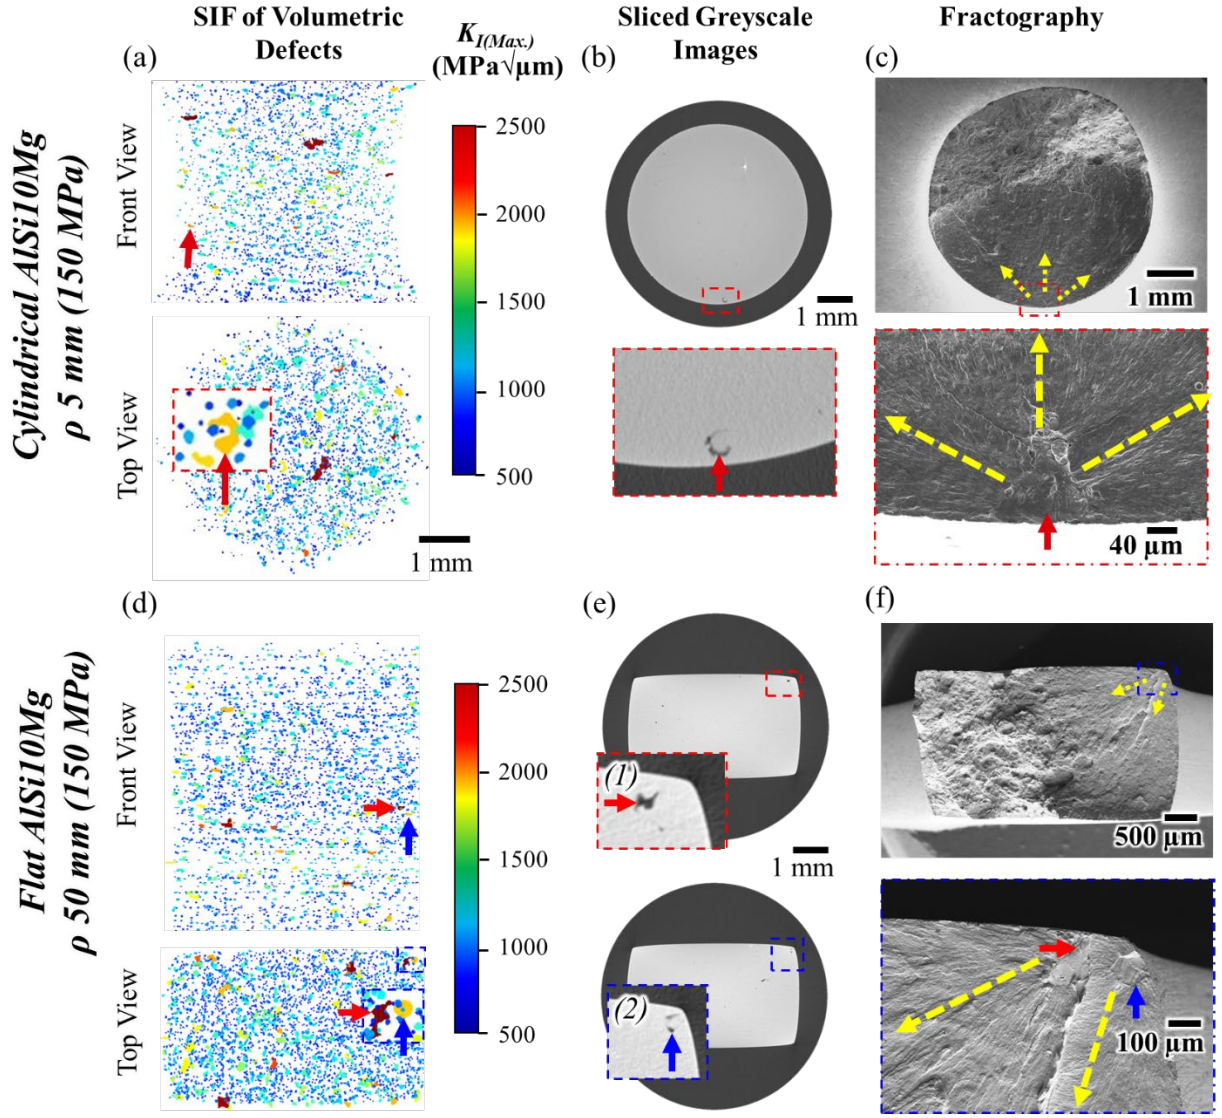 SIF of Volumetric
Defects
K_I(Max.)
(MPa√μm)
Sliced Greyscale
Images
Fractography
(a)
(b)
(c)
Cylindrical AlSi10Mg
ρ 5 mm (150 MPa)
Front View
Top View
2500
2000
1500
1000
500
1 mm
1 mm
1 mm
40 μm
(d)
(e)
(f)
Flat AlSi10Mg
ρ 50 mm (150 MPa)
Front View
Top View
2500
2000
1500
1000
500
(1)
1 mm
(2)
500 μm
100 μm